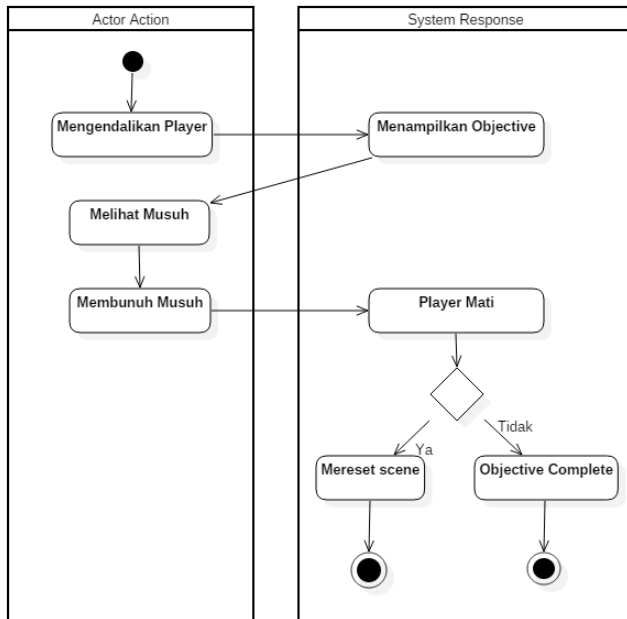 Actor Action
System Response
Mengendalikan Player
Menampilkan Objective
Melihat Musuh
Membunuh Musuh
Player Mati
Ya
Tidak
Mereset scene
Objective Complete